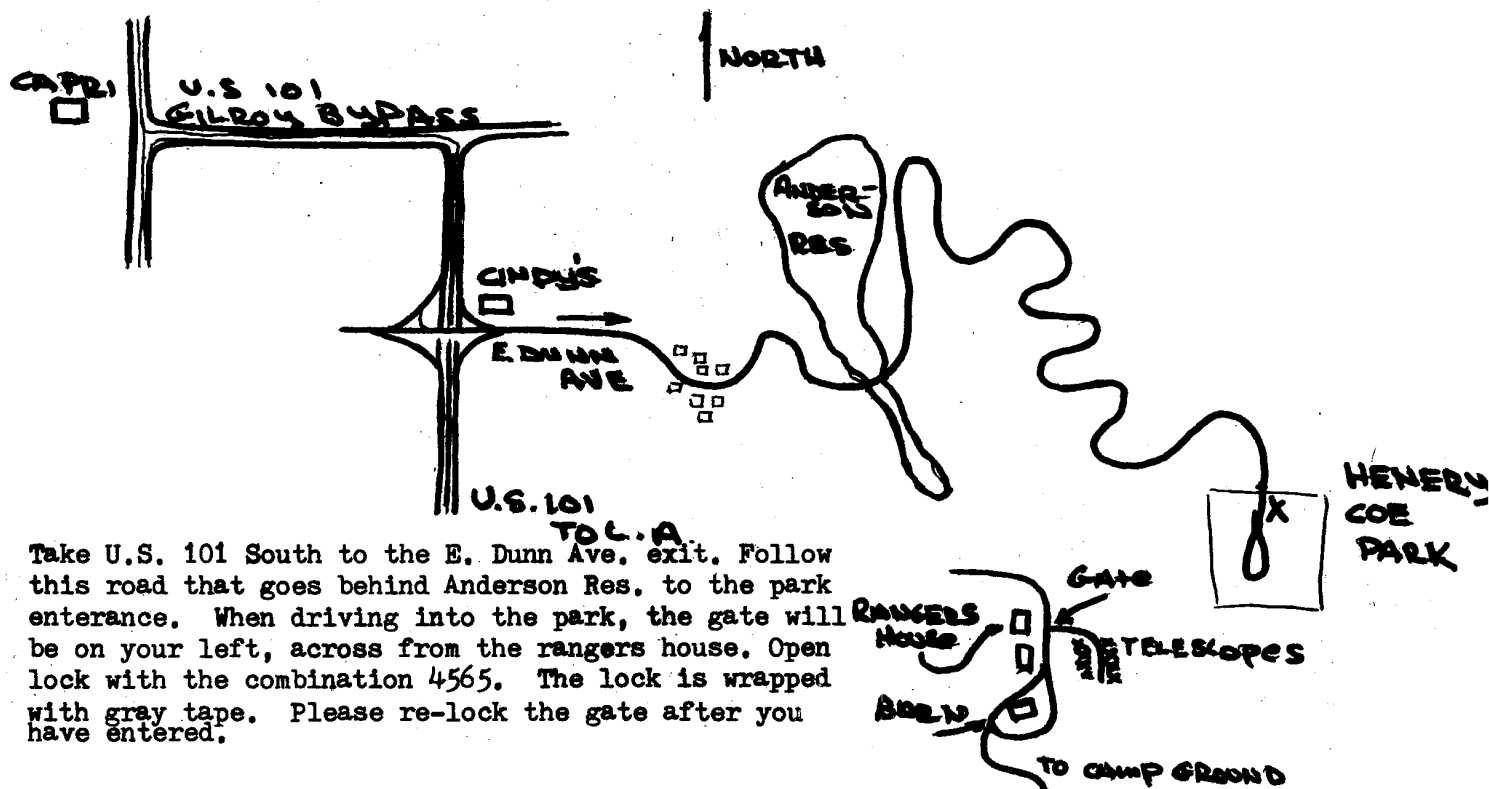 NORTH
CAPRI
U.S 101
GILROY BYPASS
ANDER-
SON
RES
CINDY'S
E. DUNN
AVE
U.S. 101
TO L.A.
HENERY
COE
PARK
Take U.S. 101 South to the E. Dunn Ave. exit. Follow
this road that goes behind Anderson Res. to the park
enterance. When driving into the park, the gate will
be on your left, across from the rangers house. Open
lock with the combination 4565. The lock is wrapped
with gray tape. Please re-lock the gate after you
have entered.
GATE
RANGERS
HOUSE
TELESCOPES
BARN
TO CAMP GROUND
X